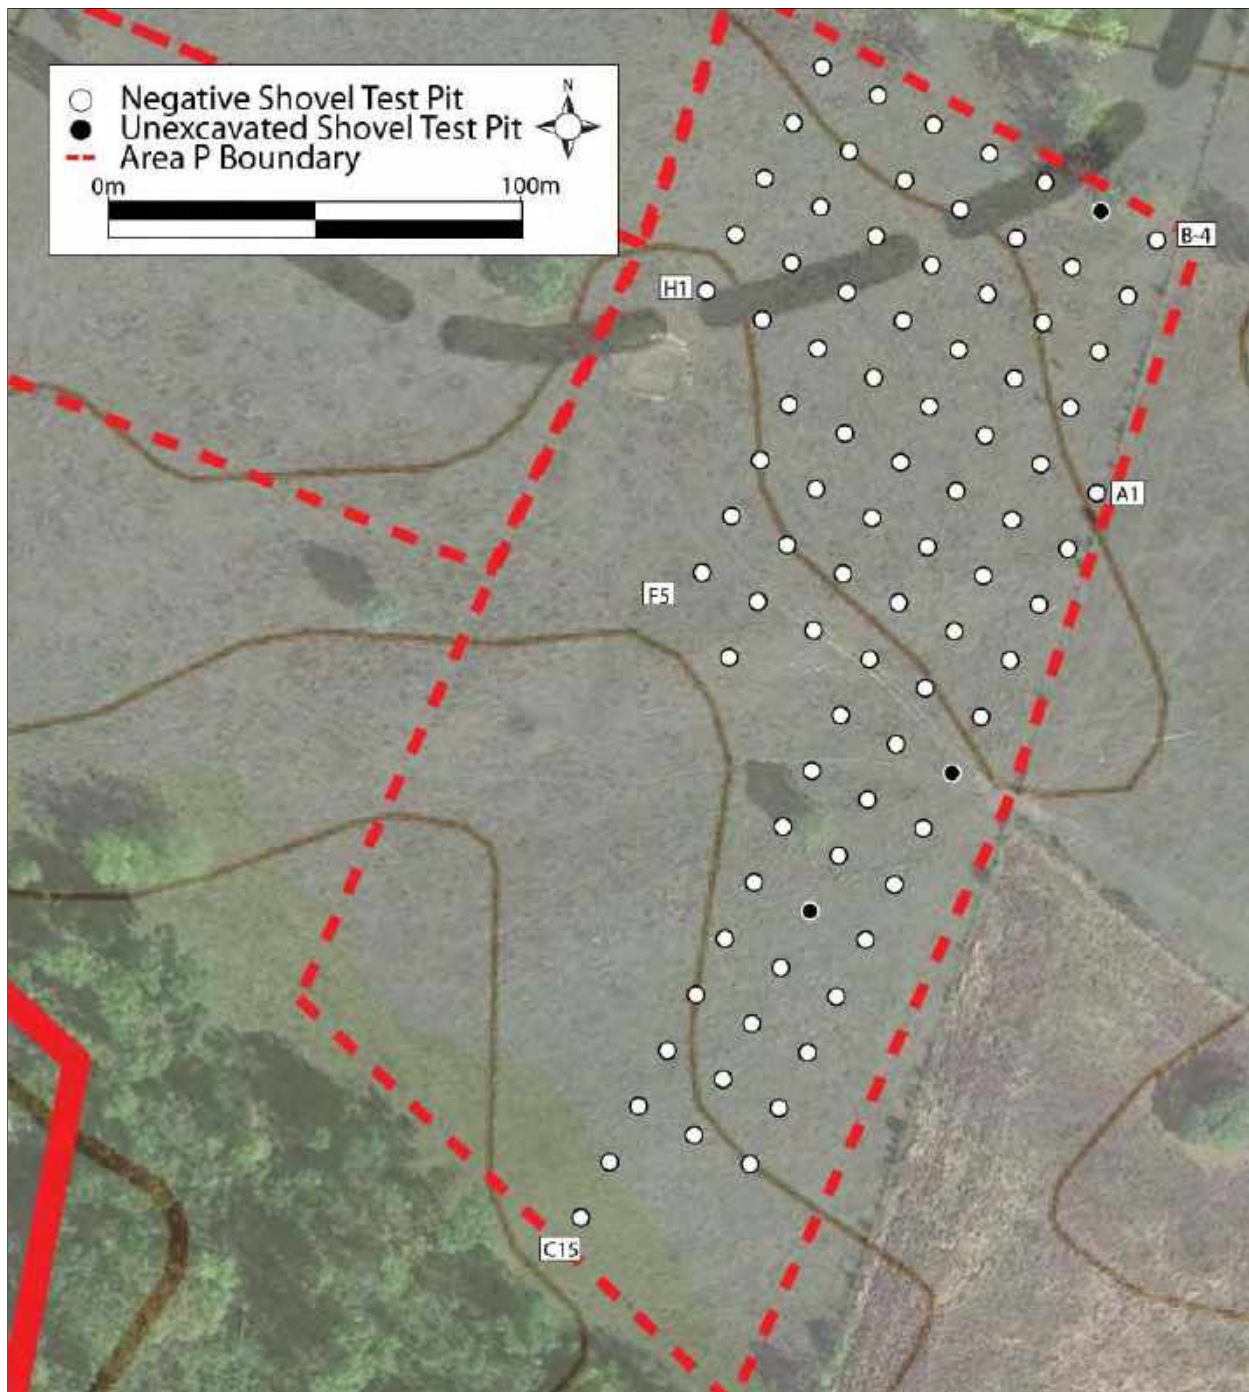 N
Negative Shovel Test Pit
Unexcavated Shovel Test Pit
Area P Boundary
0m 100m
B-4
H1
A1
F5
C15